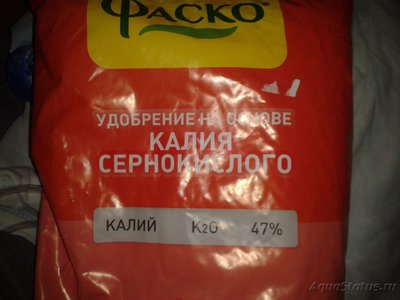 ФАСКО®
УДОБРЕНИЕ НА ОСНОВЕ
КАЛИЯ
СЕРНОКИСЛОГО
КАЛИЙ K₂O 47%
AquaStatus.ru